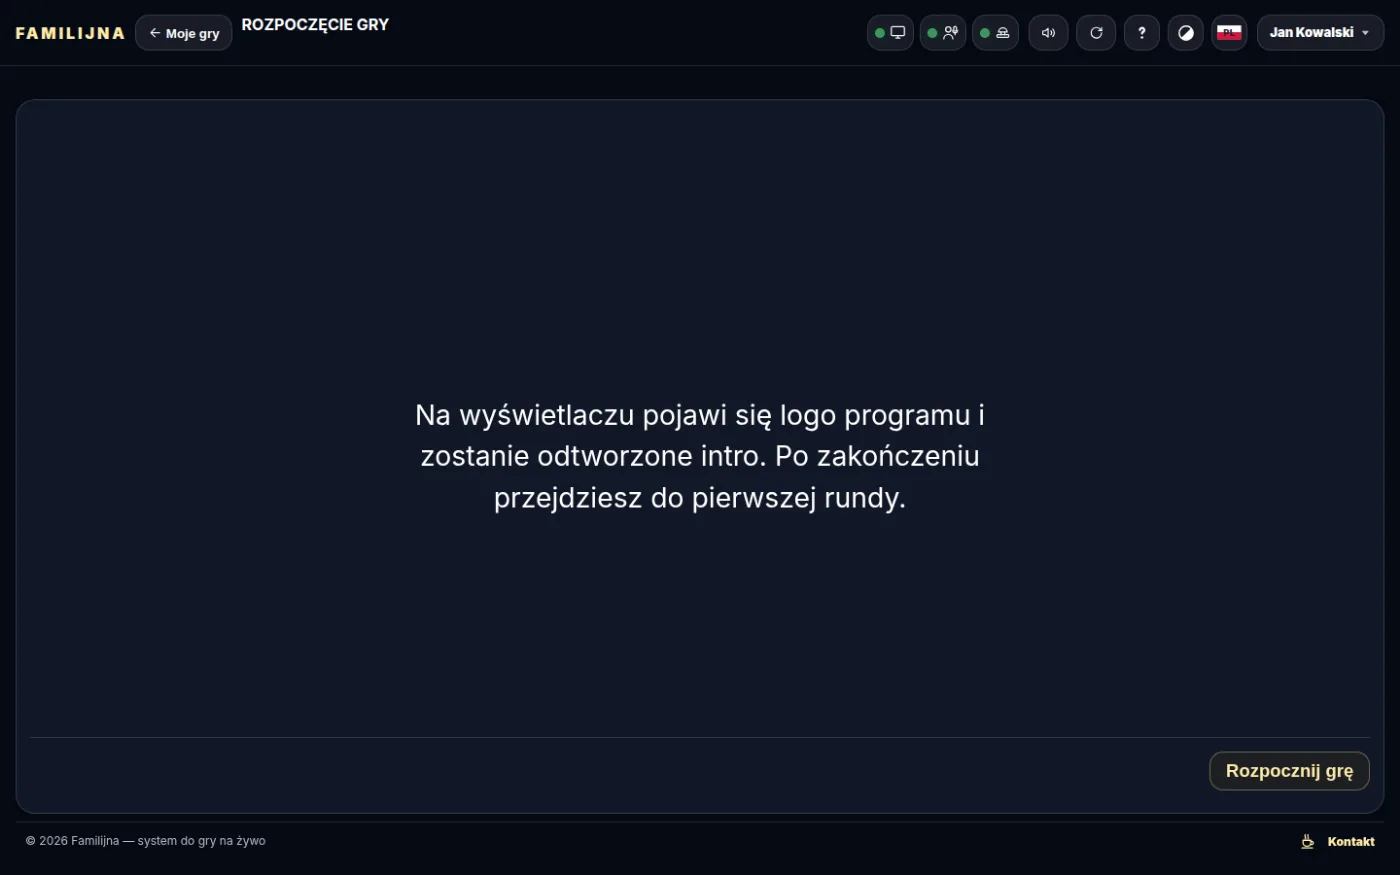 FAMILIJNA
← Moje gry
ROZPOCZĘCIE GRY
?
PL
Jan Kowalski
Na wyświetlaczu pojawi się logo programu i
zostanie odtworzone intro. Po zakończeniu
przejdziesz do pierwszej rundy.
Rozpocznij grę
© 2026 Familijna — system do gry na żywo
Kontakt